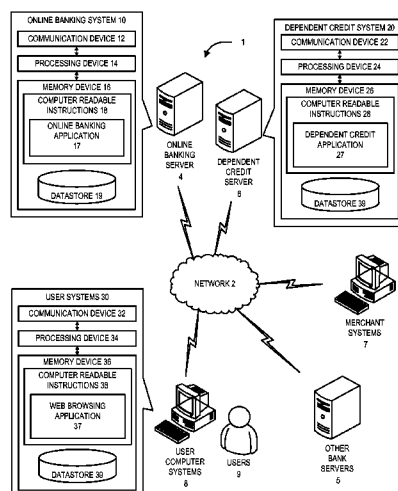 ONLINE BANKING SYSTEM 10
COMMUNICATION DEVICE 12
PROCESSING DEVICE 14
MEMORY DEVICE 16
COMPUTER READABLE
INSTRUCTIONS 18
ONLINE BANKING
APPLICATION
17
DATASTORE 19
1
DEPENDENT CREDIT SYSTEM 20
COMMUNICATION DEVICE 22
PROCESSING DEVICE 24
MEMORY DEVICE 26
COMPUTER READABLE
INSTRUCTIONS 28
DEPENDENT CREDIT
APPLICATION
27
DATASTORE 39
ONLINE
BANKING
SERVER
4
DEPENDENT
CREDIT
SERVER
6
NETWORK 2
MERCHANT
SYSTEMS
7
USER SYSTEMS 30
COMMUNICATION DEVICE 32
PROCESSING DEVICE 34
MEMORY DEVICE 36
COMPUTER READABLE
INSTRUCTIONS 38
WEB BROWSING
APPLICATION
37
DATASTORE 39
USER
COMPUTER
SYSTEMS
8
USERS
9
OTHER
BANK
SERVERS
5